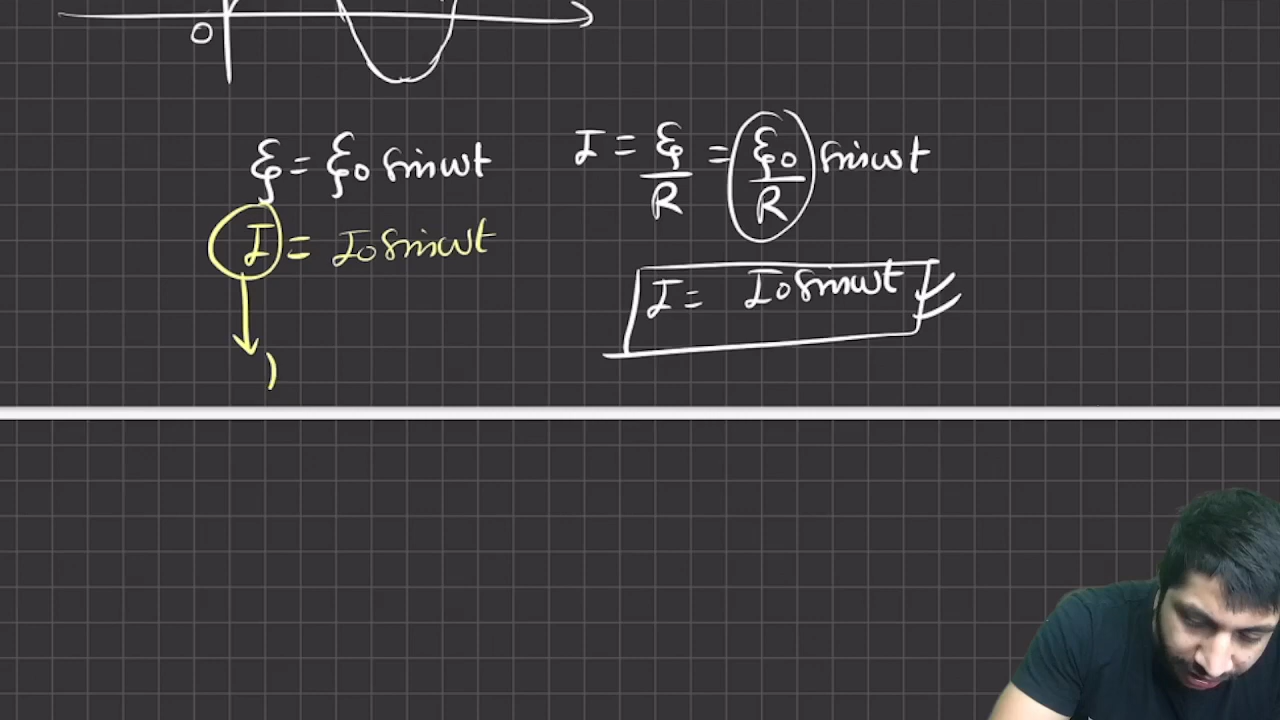 0
ξ = ξ0 sinωt
I = I0 sinωt
I = ξ/R = ξ0/R sinωt
I = I0 sinωt